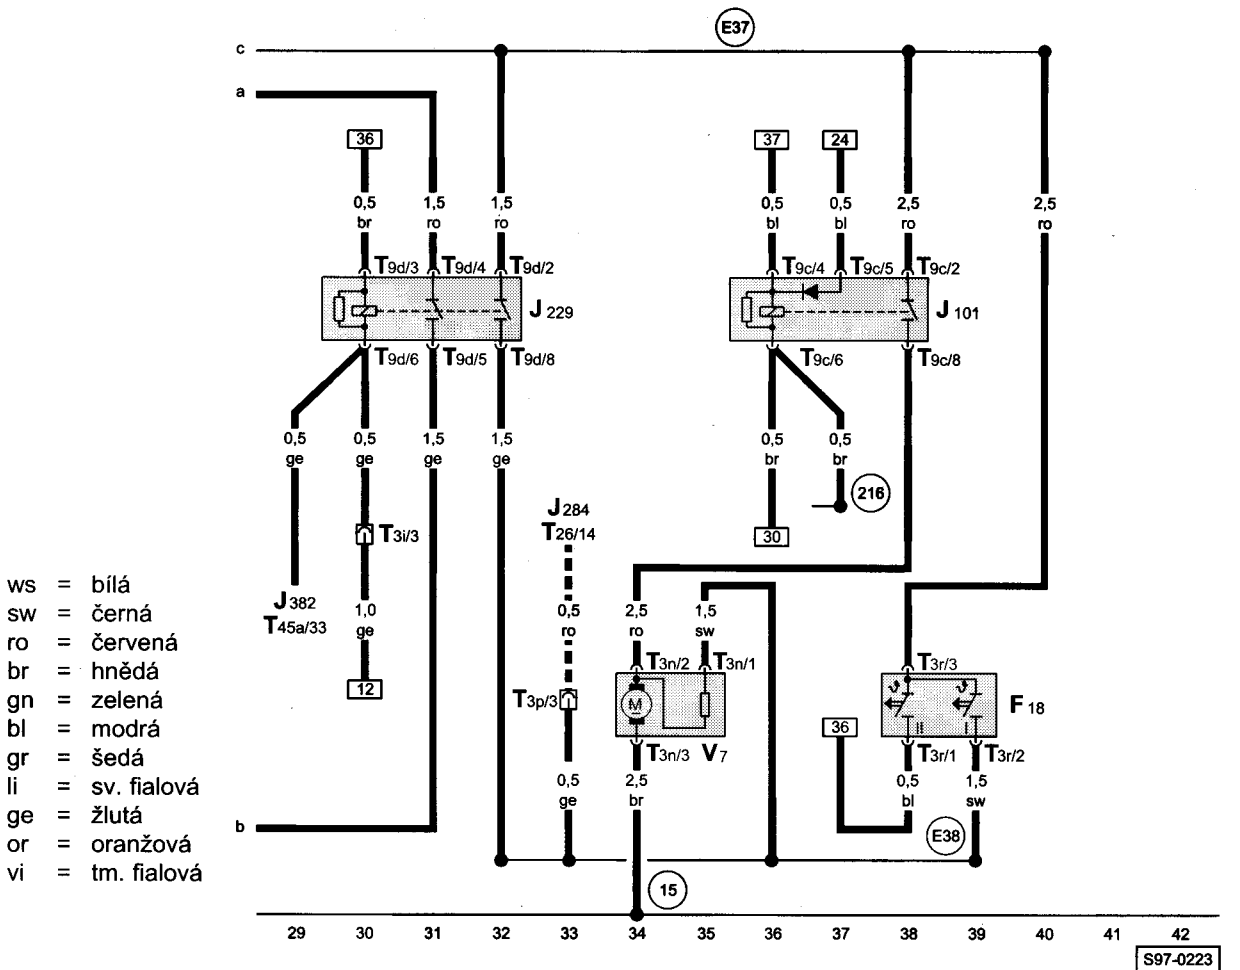 E37
c
a
36
37
24
0,5
1,5
1,5
0,5
0,5
2,5
2,5
br
ro
ro
bl
bl
ro
ro
T9d/3
T9d/4
T9d/2
T9c/4
T9c/5
T9c/2
J 229
J 101
T9d/6
T9d/5
T9d/8
T9c/6
T9c/8
0,5
0,5
1,5
1,5
0,5
0,5
ge
ge
ge
ge
br
br
216
J284
T26/14
T3i/3
30
ws = bílá
sw = černá
ro = červená
br = hnědá
gn = zelená
bl = modrá
gr = šedá
li = sv. fialová
ge = žlutá
or = oranžová
vi = tm. fialová
J382
T45a/33
1,0
ge
12
0,5
ro
2,5
ro
1,5
sw
T3n/2
T3n/1
T3r/3
T3p/3
M
F 18
36
II
I
T3n/3
V7
T3r/1
T3r/2
0,5
ge
2,5
br
0,5
bl
1,5
sw
b
E38
15
29 30 31 32 33 34 35 36 37 38 39 40 41 42
S97-0223